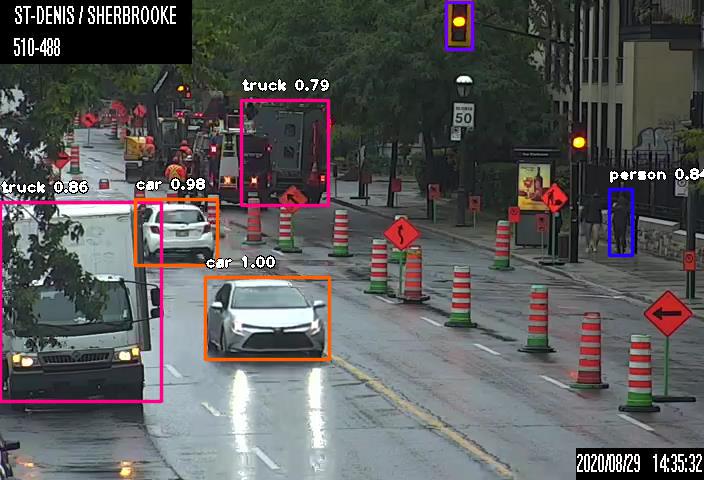 ST-DENIS / SHERBROOKE
510-488
truck 0.79
50
person 0.84
car 0.98
truck 0.86
car 1.00
2020/08/29 14:35:32